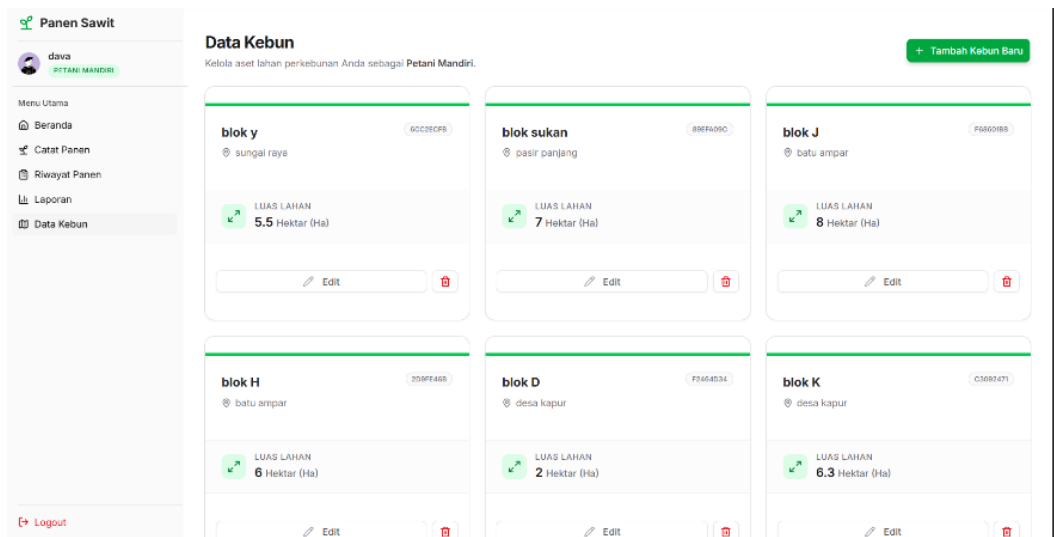 Panen Sawit
dava
PETANI MANDIRI
Menu Utama
Beranda
Catat Panen
Riwayat Panen
Laporan
Data Kebun
Logout
Data Kebun
Kelola aset lahan perkebunan Anda sebagai Petani Mandiri.
+ Tambah Kebun Baru
blok y
6CC2ECFB
sungai raya
LUAS LAHAN
5.5 Hektar (Ha)
Edit
blok sukan
pasir panjang
LUAS LAHAN
7 Hektar (Ha)
Edit
blok J
batu ampar
LUAS LAHAN
8 Hektar (Ha)
Edit
blok H
2D9FE46B
batu ampar
LUAS LAHAN
6 Hektar (Ha)
Edit
blok D
F2464D34
desa kapur
LUAS LAHAN
2 Hektar (Ha)
Edit
blok K
C3092471
desa kapur
LUAS LAHAN
6.3 Hektar (Ha)
Edit